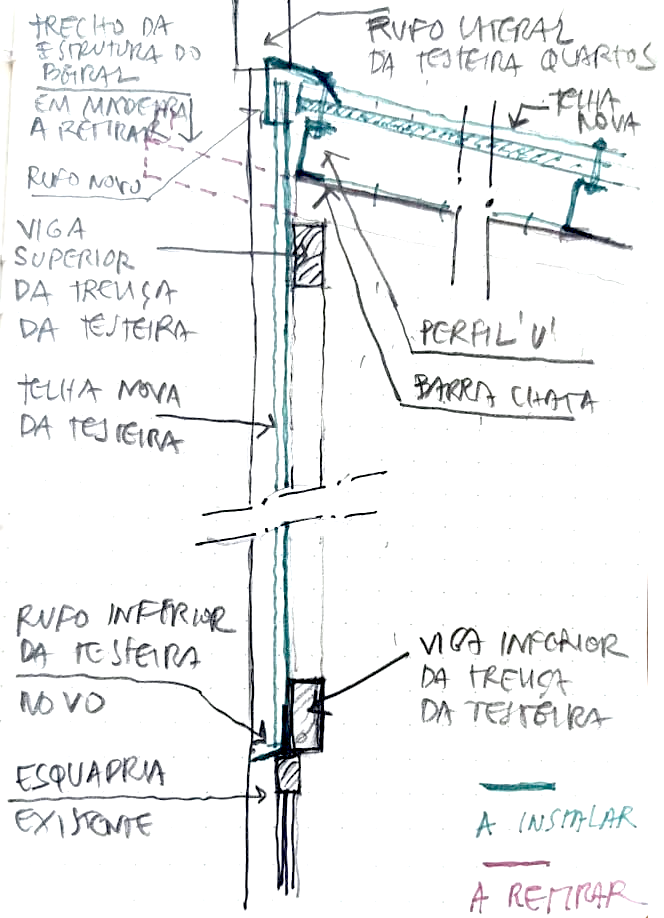 TRECHO DA
ESTRUTURA DO
BEIRAL
EM MADEIRA
A RETIRAR
RUFO NOVO
VIGA
SUPERIOR
DA TRELIÇA
DA TESTEIRA
TELHA NOVA
DA TESTEIRA
RUFO INFERIOR
DA TESTEIRA
NOVO
ESQUADRIA
EXISTENTE
RUFO LATERAL
DA TESTEIRA QUARTOS
TELHA
NOVA
PERFIL 'U'
BARRA CHATA
VIGA INFERIOR
DA TRELIÇA
DA TESTEIRA
A INSTALAR
A RETIRAR